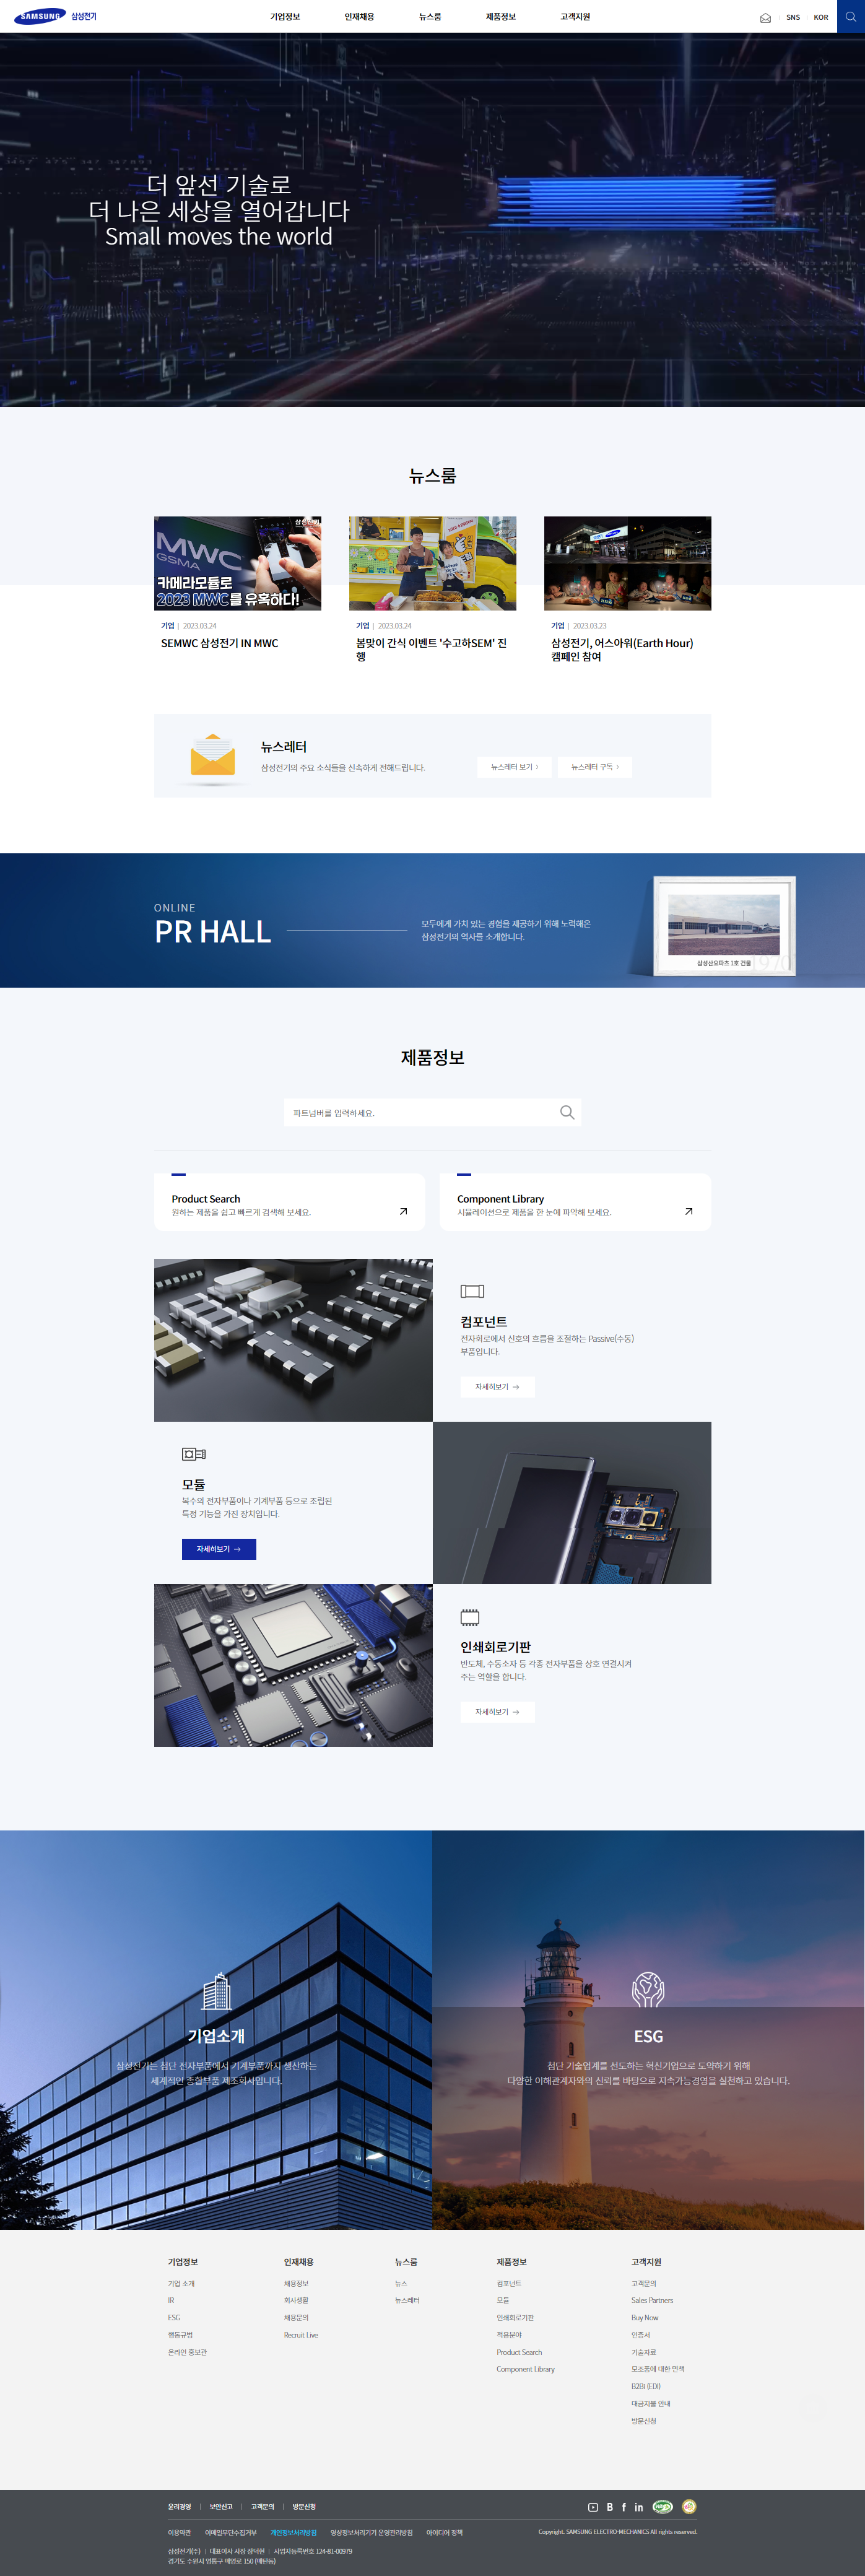 SAMSUNG 삼성전기
기업정보 인재채용 뉴스룸 제품정보 고객지원
SNS KOR
더 앞선 기술로
더 나은 세상을 열어갑니다
Small moves the world
뉴스룸
삼성전기
MWC
GSMA
카메라모듈로
2023 MWC를 유혹하다!
기업 | 2023.03.24
SEMWC 삼성전기 IN MWC
기업 | 2023.03.24
봄맞이 간식 이벤트 '수고하SEM' 진
행
기업 | 2023.03.23
삼성전기, 어스아워(Earth Hour)
캠페인 참여
뉴스레터
삼성전기의 주요 소식들을 신속하게 전해드립니다.
뉴스레터 보기 >
뉴스레터 구독 >
ONLINE
PR HALL
모두에게 가치 있는 경험을 제공하기 위해 노력해온
삼성전기의 역사를 소개합니다.
삼성산요파츠 1호 건물
제품정보
파트넘버를 입력하세요.
Product Search
원하는 제품을 쉽고 빠르게 검색해 보세요.
Component Library
시뮬레이션으로 제품을 한 눈에 파악해 보세요.
컴포넌트
전자회로에서 신호의 흐름을 조절하는 Passive(수동)
부품입니다.
자세히보기 →
모듈
복수의 전자부품이나 기계부품 등으로 조립된
특정 기능을 가진 장치입니다.
자세히보기 →
인쇄회로기판
반도체, 수동소자 등 각종 전자부품을 상호 연결시켜
주는 역할을 합니다.
자세히보기 →
기업소개
삼성전기는 첨단 전자부품에서 기계부품까지 생산하는
세계적인 종합부품 제조회사입니다.
ESG
첨단 기술업계를 선도하는 혁신기업으로 도약하기 위해
다양한 이해관계자와의 신뢰를 바탕으로 지속가능경영을 실천하고 있습니다.
기업정보
기업 소개
IR
ESG
행동규범
온라인 홍보관
인재채용
채용정보
회사생활
채용문의
Recruit Live
뉴스룸
뉴스
뉴스레터
제품정보
컴포넌트
모듈
인쇄회로기판
적용분야
Product Search
Component Library
고객지원
고객문의
Sales Partners
Buy Now
인증서
기술자료
모조품에 대한 면책
B2Bi (EDI)
대금지불 안내
방문신청
윤리경영 | 보안신고 | 고객문의 | 방문신청
이용약관 이메일무단수집거부 개인정보처리방침 영상정보처리기기 운영관리방침 아이디어 정책
Copyright. SAMSUNG ELECTRO-MECHANICS All rights reserved.
삼성전기(주) | 대표이사 사장 장덕현 | 사업자등록번호 124-81-00979
경기도 수원시 영통구 매영로 150 (매탄동)